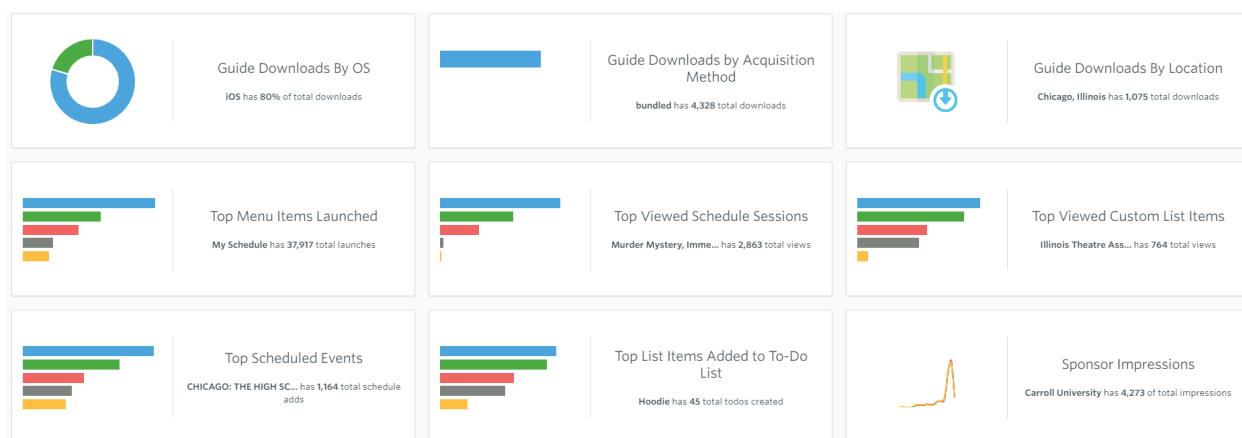 Guide Downloads By OS
iOS has 80% of total downloads
Guide Downloads by Acquisition
Method
bundled has 4,328 total downloads
Guide Downloads By Location
Chicago, Illinois has 1,075 total downloads
Top Menu Items Launched
My Schedule has 37,917 total launches
Top Viewed Schedule Sessions
Murder Mystery, Imme... has 2,863 total views
Top Viewed Custom List Items
Illinois Theatre Ass... has 764 total views
Top Scheduled Events
CHICAGO: THE HIGH SC... has 1,164 total schedule
adds
Top List Items Added to To-Do
List
Hoodie has 45 total todos created
Sponsor Impressions
Carroll University has 4,273 of total impressions